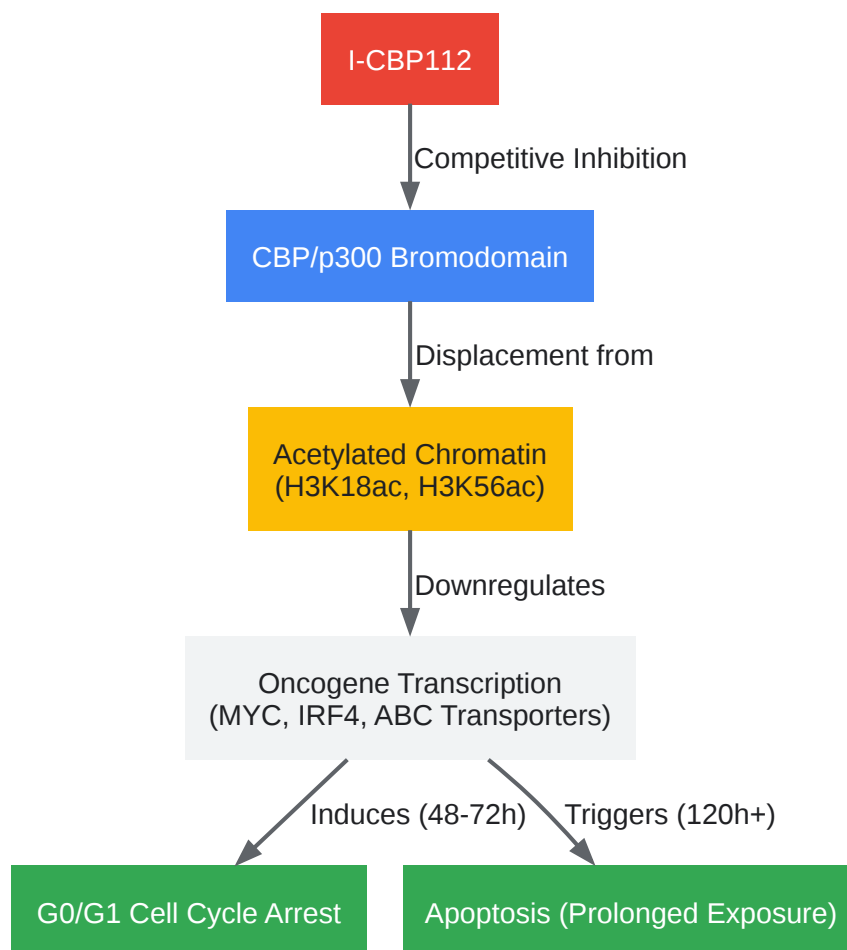 I-CBP112
Competitive Inhibition
CBP/p300 Bromodomain
Displacement from
Acetylated Chromatin
(H3K18ac, H3K56ac)
Downregulates
Oncogene Transcription
(MYC, IRF4, ABC Transporters)
Induces (48-72h)
Triggers (120h+)
G0/G1 Cell Cycle Arrest
Apoptosis (Prolonged Exposure)